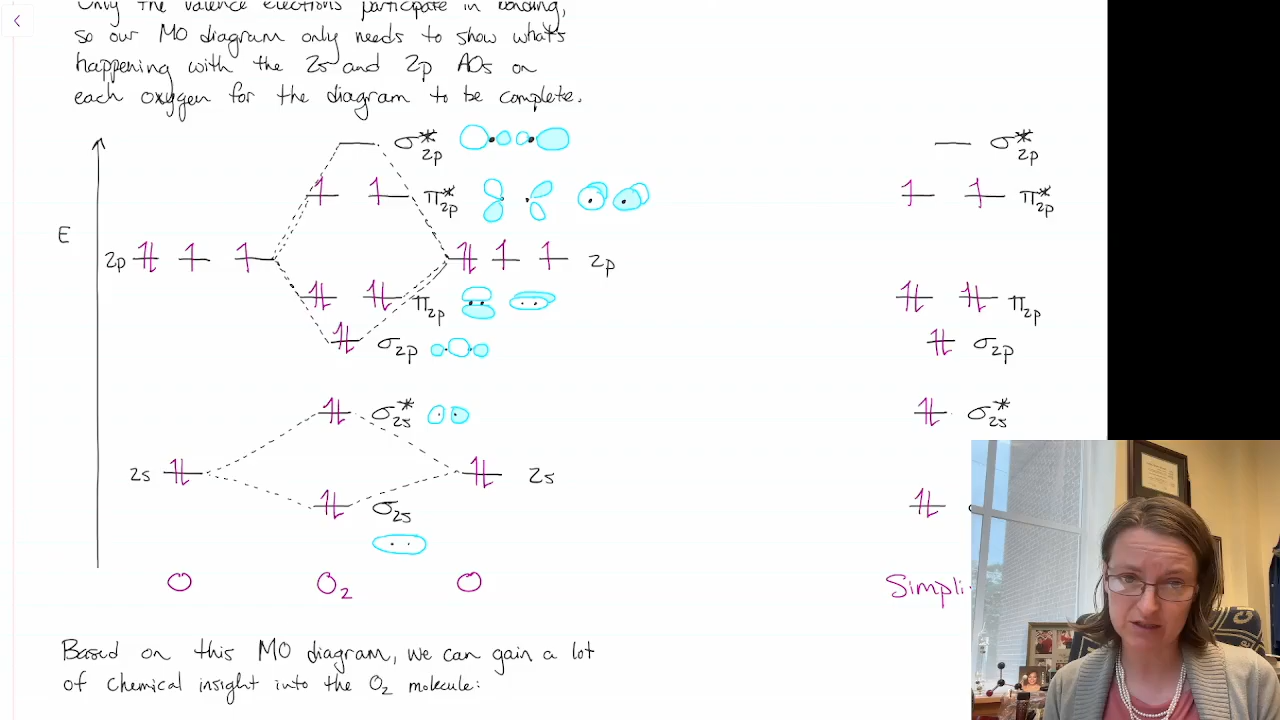 Only the valence electrons participate in bonding,
so our MO diagram only needs to show what's
happening with the 2s and 2p AOs on
each oxygen for the diagram to be complete.
σ*2p
π*2p
E
2p
2p
π2p
σ2p
σ*2s
2s
2s
σ2s
O O2 O
σ*2p
π*2p
π2p
σ2p
σ*2s
Simpli
Based on this MO diagram, we can gain a lot
of chemical insight into the O2 molecule: